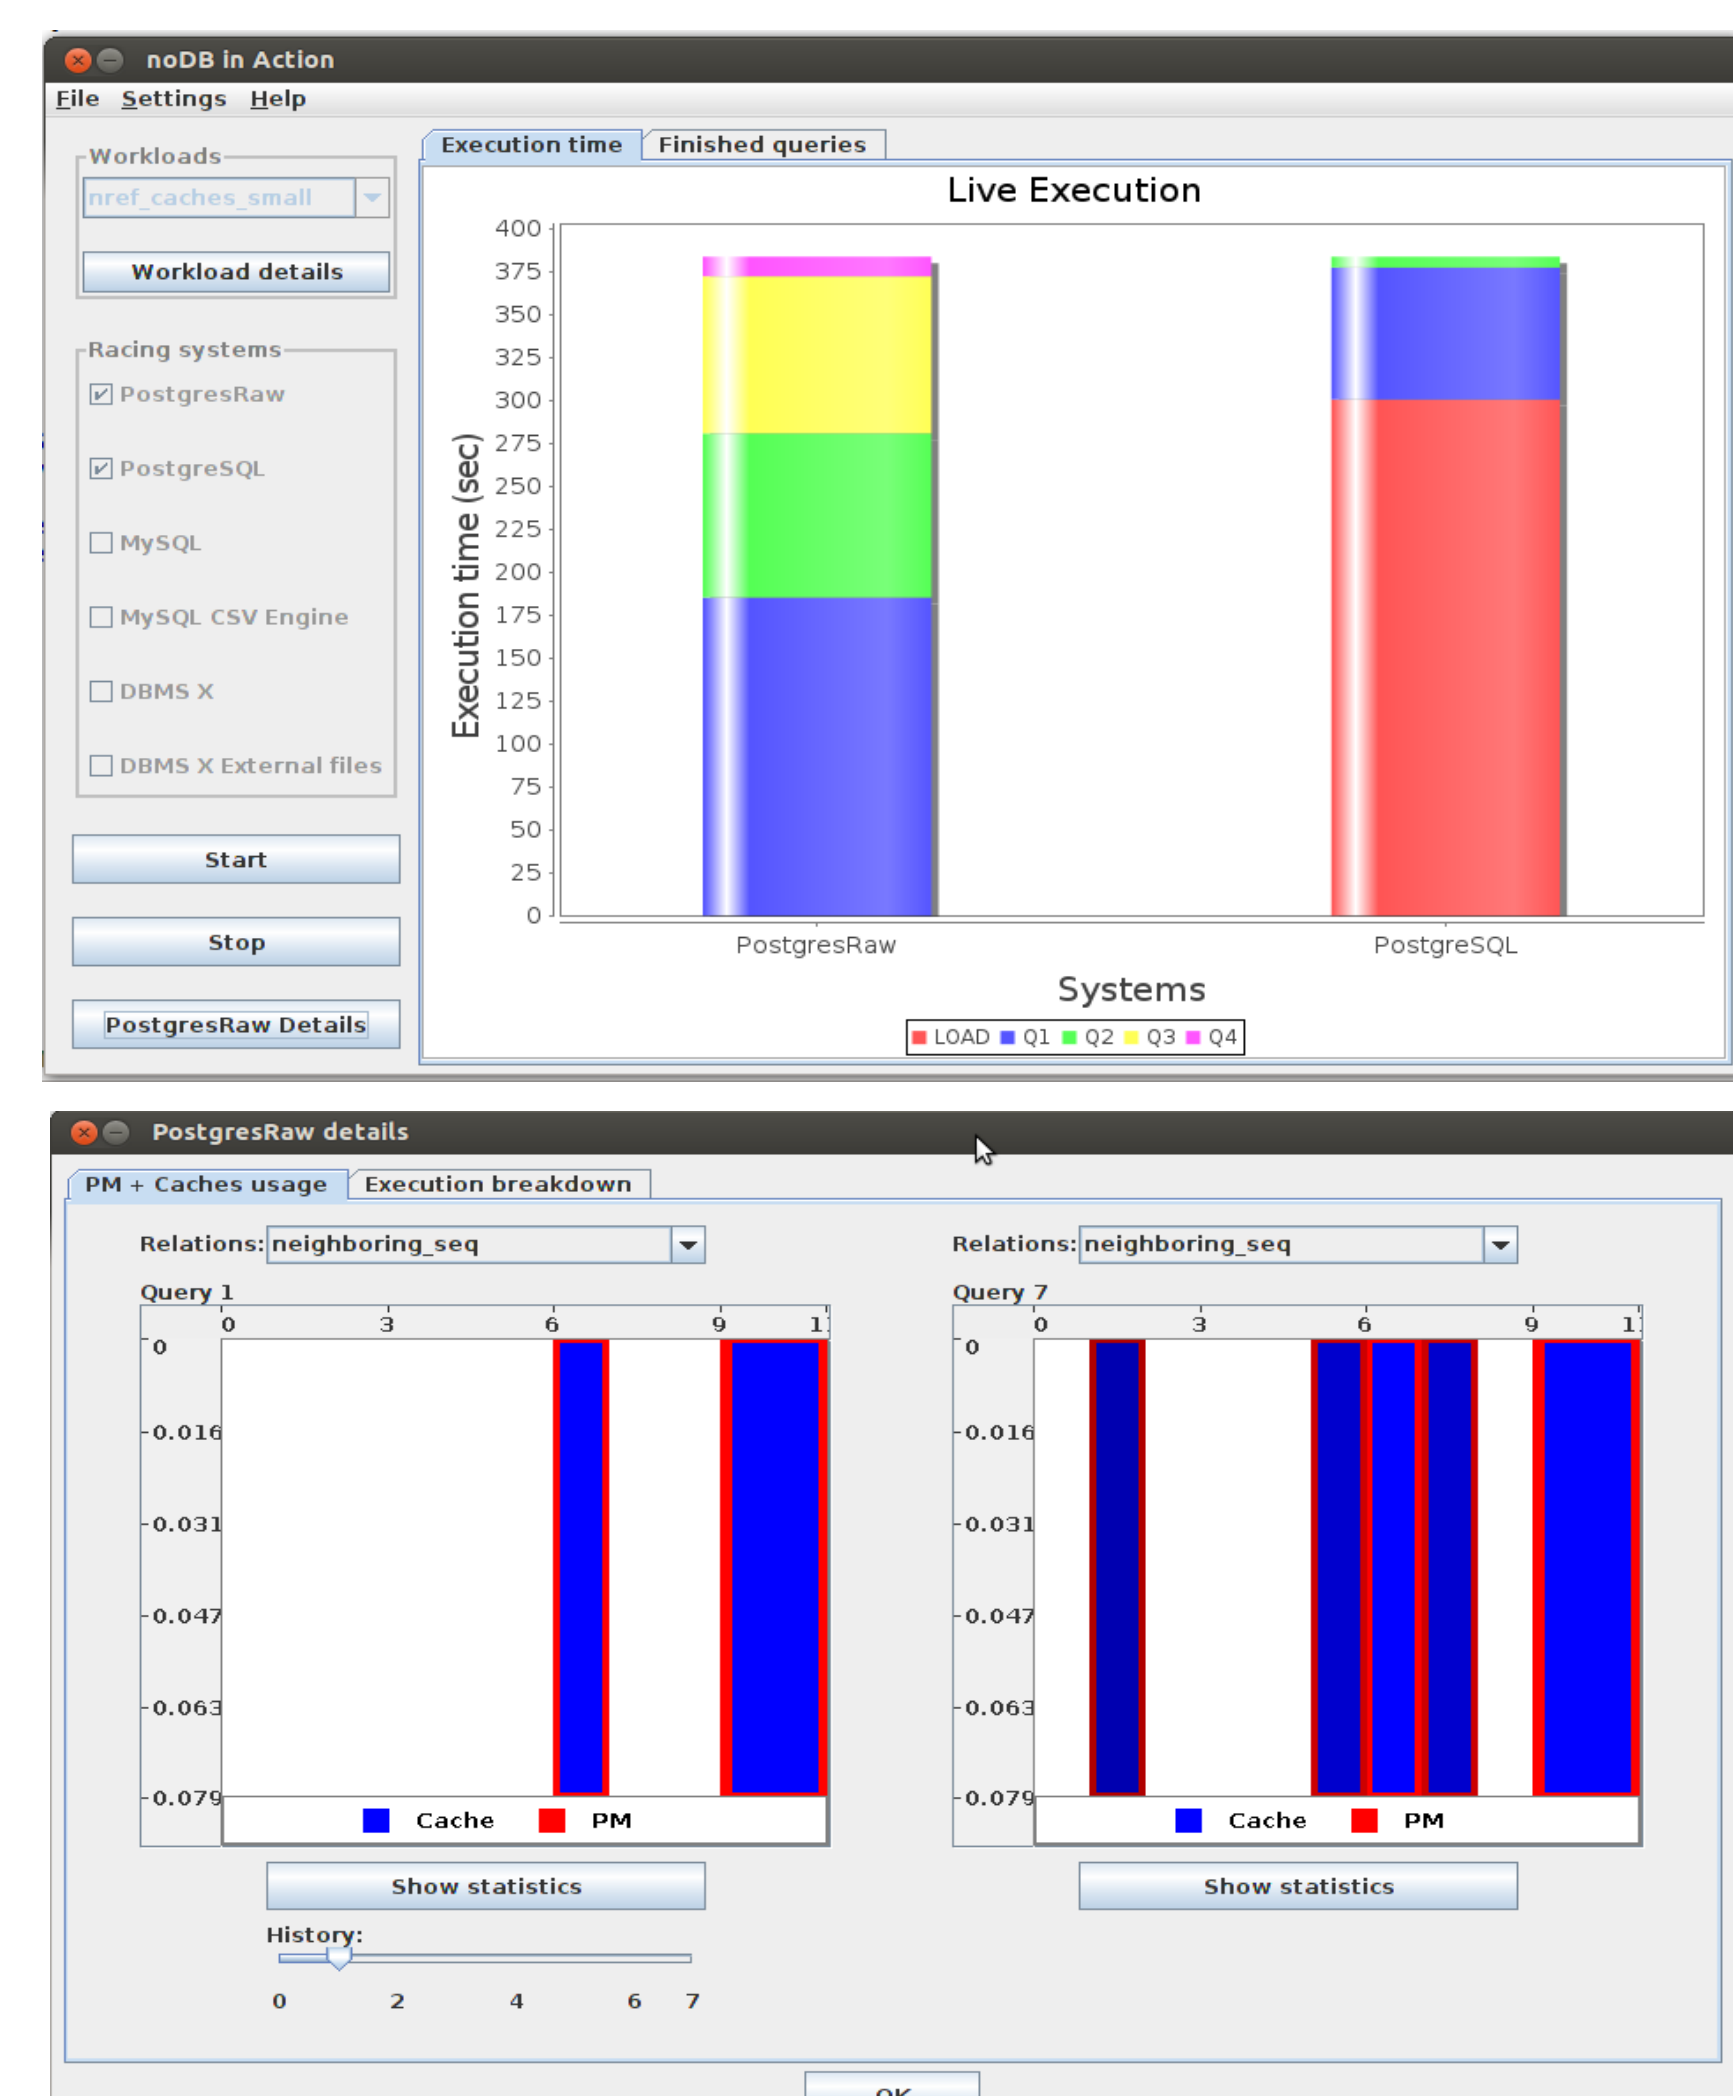 noDB in Action
File Settings Help
Workloads
nref_caches_small
Workload details
Racing systems
PostgresRaw
PostgreSQL
MySQL
MySQL CSV Engine
DBMS X
DBMS X External files
Start
Stop
PostgresRaw Details
Execution time Finished queries
Live Execution
400
375
350
325
300
275
250
225
200
175
150
125
100
75
50
25
0
Execution time (sec)
PostgresRaw PostgreSQL
Systems
LOAD Q1 Q2 Q3 Q4
PostgresRaw details
PM + Caches usage Execution breakdown
Relations: neighboring_seq
Query 1
0 3 6 9
0
-0.016
-0.031
-0.047
-0.063
-0.079
Cache PM
Show statistics
History:
0 2 4 6 7
Relations: neighboring_seq
Query 7
0 3 6 9
0
-0.016
-0.031
-0.047
-0.063
-0.079
Cache PM
Show statistics
OK